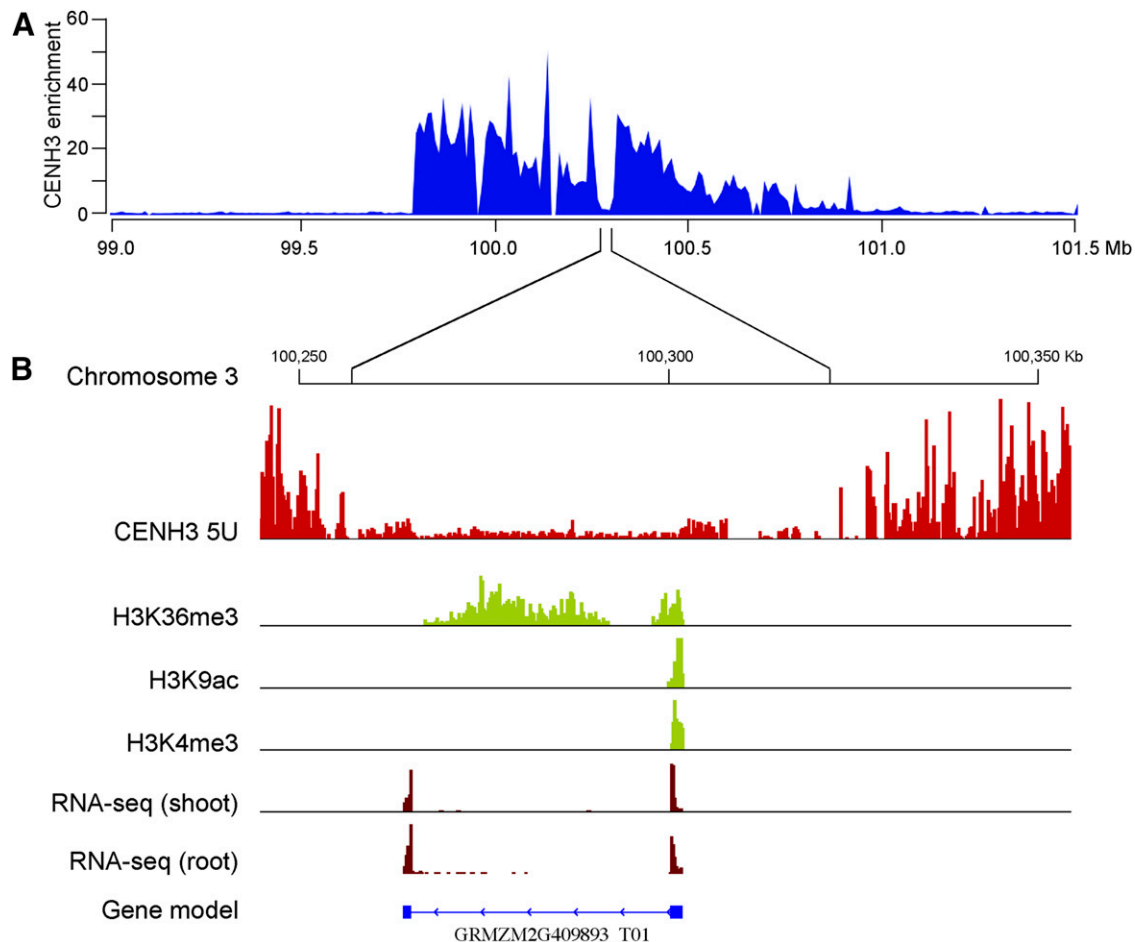 A
CENH3 enrichment
60
40
20
0
99.0 99.5 100.0 100.5 101.0 101.5 Mb
B
100,250 100,300 100,350 Kb
Chromosome 3
CENH3 5U
H3K36me3
H3K9ac
H3K4me3
RNA-seq (shoot)
RNA-seq (root)
Gene model
GRMZM2G409893 T01